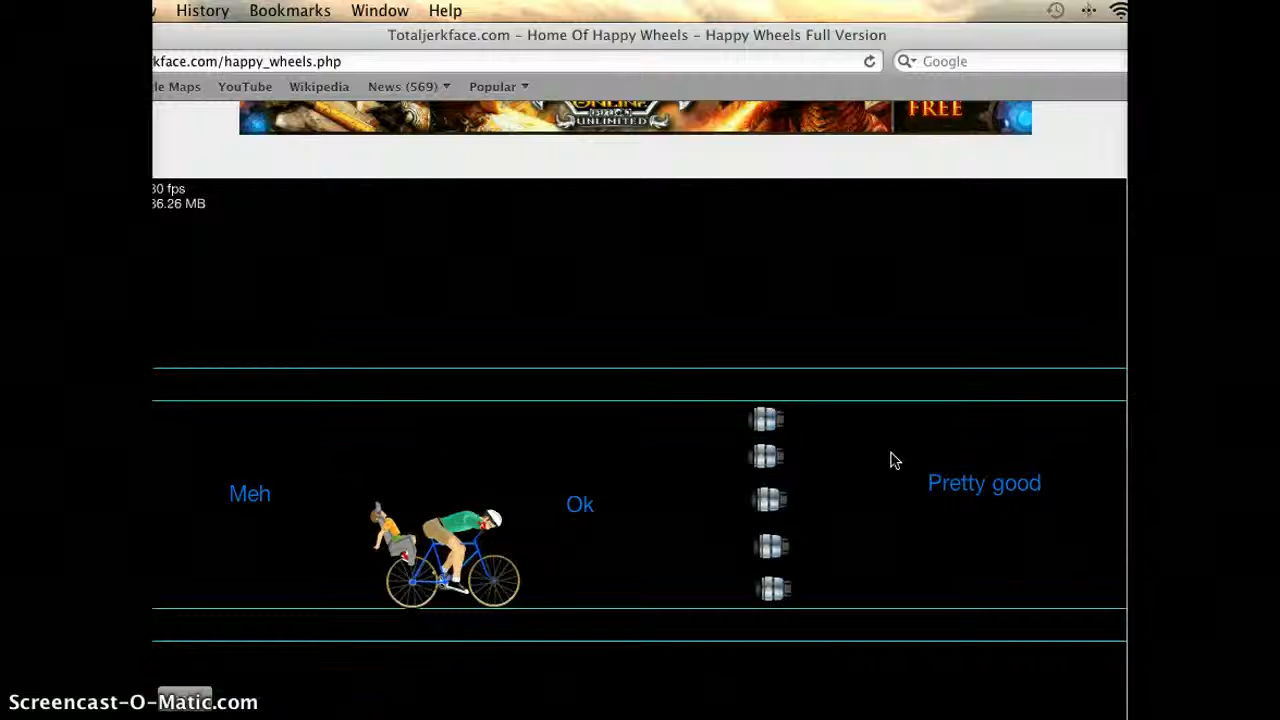 History Bookmarks Window Help
Totaljerkface.com – Home Of Happy Wheels – Happy Wheels Full Version
kface.com/happy_wheels.php
Google
le Maps YouTube Wikipedia News (569) Popular
ONLINE
UNLIMITED
FREE
30 fps
36.26 MB
Meh
Ok
Pretty good
Screencast-O-Matic.com